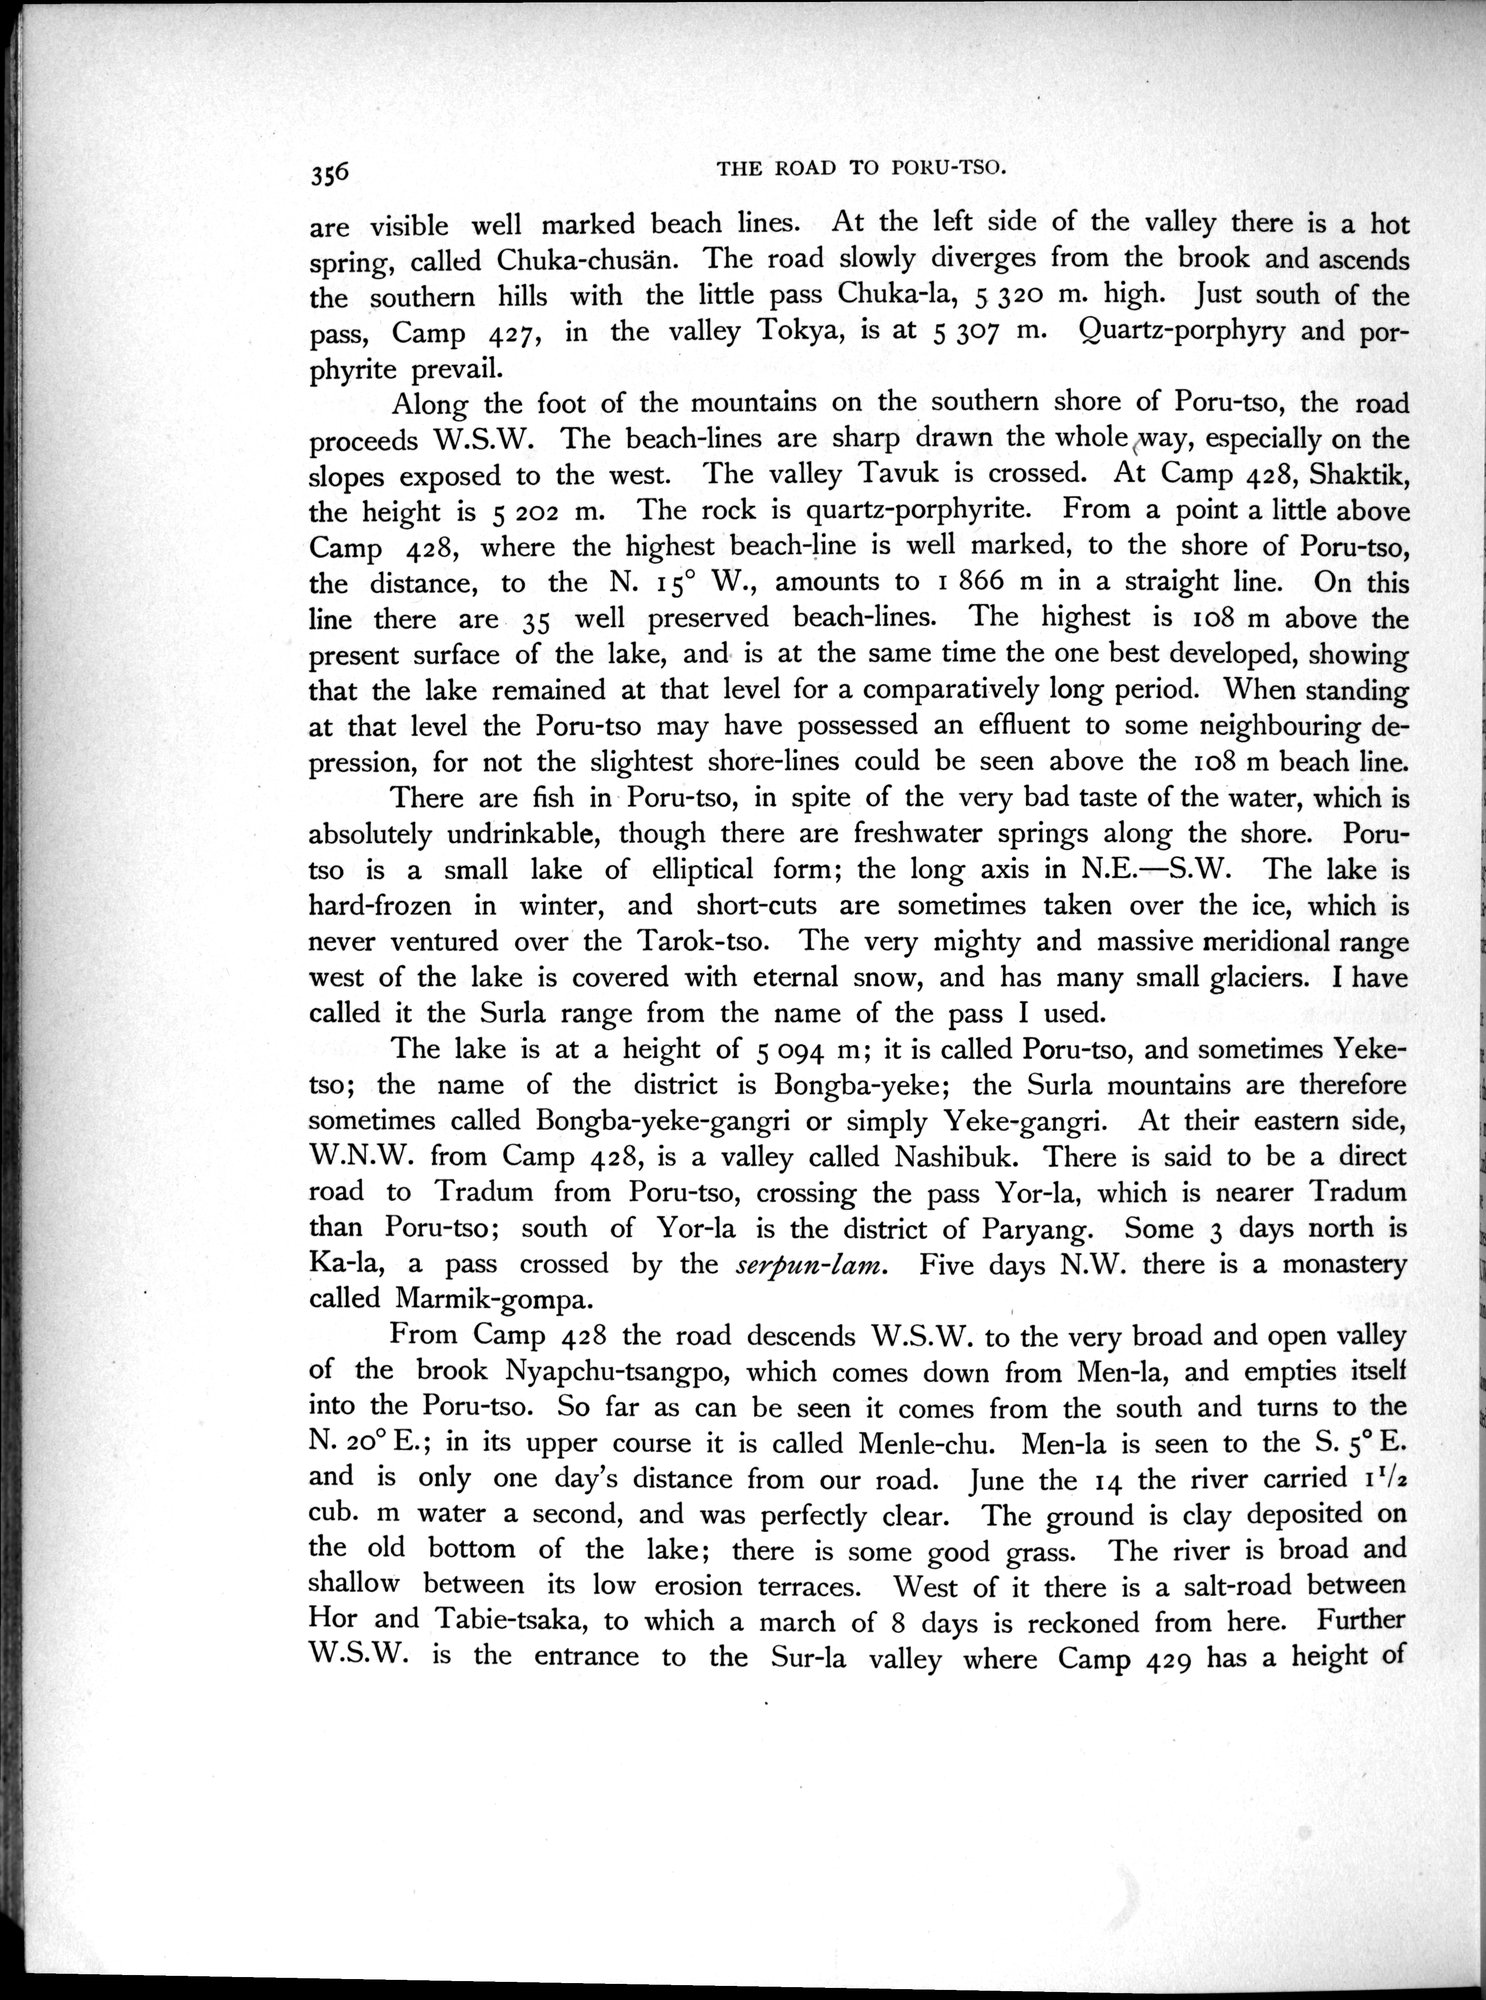 356
THE ROAD TO PORU-TSO.
are visible well marked beach lines. At the left side of the valley there is a hot
spring, called Chuka-chusän. The road slowly diverges from the brook and ascends
the southern hills with the little pass Chuka-la, 5 320 m. high. Just south of the
pass, Camp 427, in the valley Tokya, is at 5 307 m. Quartz-porphyry and por-
phyrite prevail.
Along the foot of the mountains on the southern shore of Poru-tso, the road
proceeds W.S.W. The beach-lines are sharp drawn the whole way, especially on the
slopes exposed to the west. The valley Tavuk is crossed. At Camp 428, Shaktik,
the height is 5 202 m. The rock is quartz-porphyrite. From a point a little above
Camp 428, where the highest beach-line is well marked, to the shore of Poru-tso,
the distance, to the N. 15° W., amounts to 1 866 m in a straight line. On this
line there are 35 well preserved beach-lines. The highest is 108 m above the
present surface of the lake, and is at the same time the one best developed, showing
that the lake remained at that level for a comparatively long period. When standing
at that level the Poru-tso may have possessed an effluent to some neighbouring de-
pression, for not the slightest shore-lines could be seen above the 108 m beach line.
There are fish in Poru-tso, in spite of the very bad taste of the water, which is
absolutely undrinkable, though there are freshwater springs along the shore. Poru-
tso is a small lake of elliptical form; the long axis in N.E.—S.W. The lake is
hard-frozen in winter, and short-cuts are sometimes taken over the ice, which is
never ventured over the Tarok-tso. The very mighty and massive meridional range
west of the lake is covered with eternal snow, and has many small glaciers. I have
called it the Surla range from the name of the pass I used.
The lake is at a height of 5 094 m; it is called Poru-tso, and sometimes Yeke-
tso; the name of the district is Bongba-yeke; the Surla mountains are therefore
sometimes called Bongba-yeke-gangri or simply Yeke-gangri. At their eastern side,
W.N.W. from Camp 428, is a valley called Nashibuk. There is said to be a direct
road to Tradum from Poru-tso, crossing the pass Yor-la, which is nearer Tradum
than Poru-tso; south of Yor-la is the district of Paryang. Some 3 days north is
Ka-la, a pass crossed by the serpun-lam. Five days N.W. there is a monastery
called Marmik-gompa.
From Camp 428 the road descends W.S.W. to the very broad and open valley
of the brook Nyapchu-tsangpo, which comes down from Men-la, and empties itself
into the Poru-tso. So far as can be seen it comes from the south and turns to the
N. 20° E.; in its upper course it is called Menle-chu. Men-la is seen to the S. 5° E.
and is only one day's distance from our road. June the 14 the river carried 1 1/2
cub. m water a second, and was perfectly clear. The ground is clay deposited on
the old bottom of the lake; there is some good grass. The river is broad and
shallow between its low erosion terraces. West of it there is a salt-road between
Hor and Tabie-tsaka, to which a march of 8 days is reckoned from here. Further
W.S.W. is the entrance to the Sur-la valley where Camp 429 has a height of